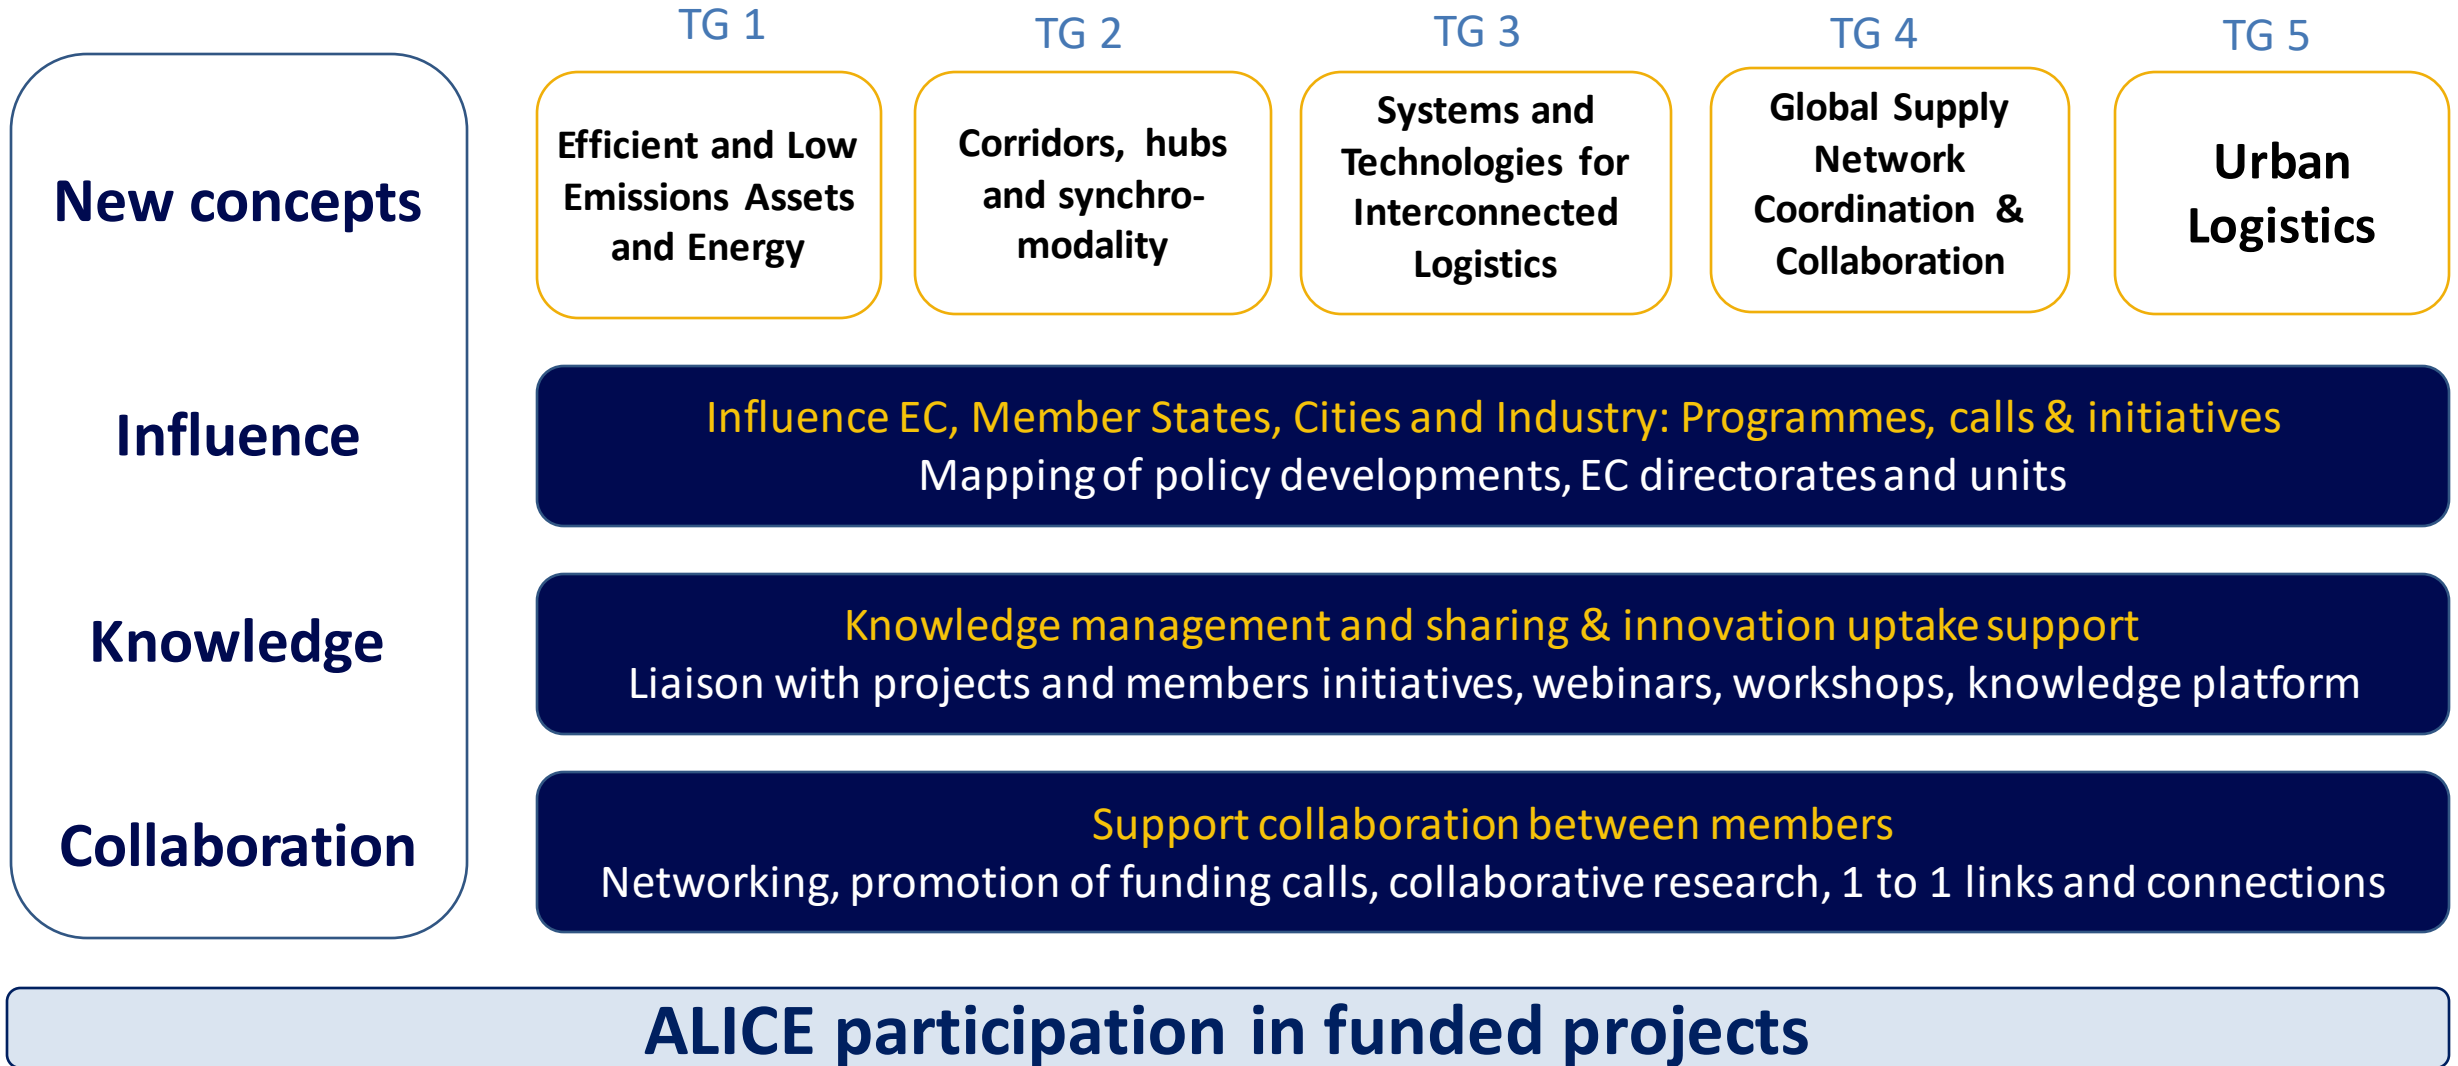 TG 1
TG 2
TG 3
TG 4
TG 5
New concepts
Efficient and Low
Emissions Assets
and Energy
Corridors, hubs
and synchro-
modality
Systems and
Technologies for
Interconnected
Logistics
Global Supply
Network
Coordination &
Collaboration
Urban
Logistics
Influence
Influence EC, Member States, Cities and Industry: Programmes, calls & initiatives
Mapping of policy developments, EC directorates and units
Knowledge
Knowledge management and sharing & innovation uptake support
Liaison with projects and members initiatives, webinars, workshops, knowledge platform
Collaboration
Support collaboration between members
Networking, promotion of funding calls, collaborative research, 1 to 1 links and connections
ALICE participation in funded projects